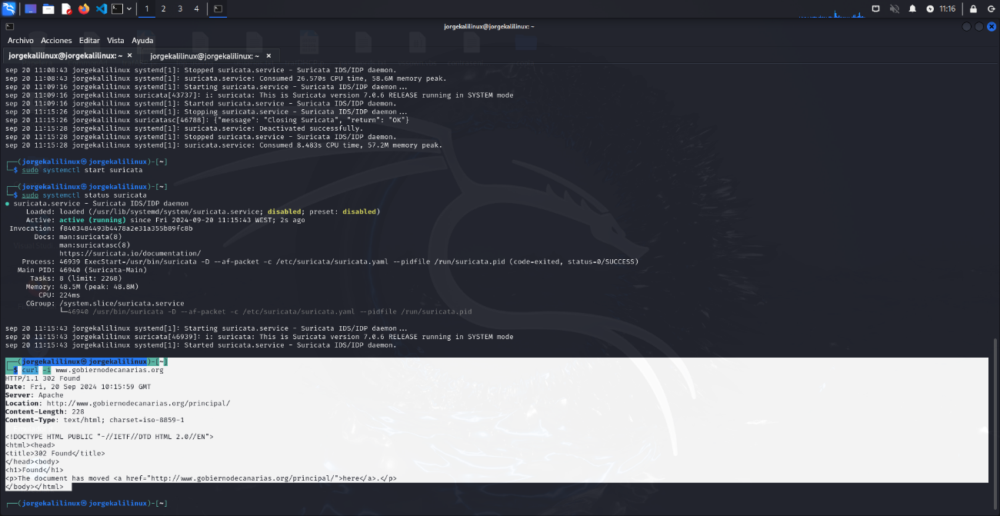 1 2 3 4
11:16
jorgekalilinux@jorgekalilinux: ~
Archivo Acciones Editar Vista Ayuda
jorgekalilinux@jorgekalilinux: ~ × jorgekalilinux@jorgekalilinux: ~ ×
sep 20 11:08:43 jorgekalilinux systemd[1]: Stopped suricata.service - Suricata IDS/IDP daemon.
sep 20 11:08:43 jorgekalilinux systemd[1]: suricata.service: Consumed 26.570s CPU time, 58.6M memory peak.
sep 20 11:09:16 jorgekalilinux systemd[1]: Starting suricata.service - Suricata IDS/IDP daemon...
sep 20 11:09:16 jorgekalilinux suricata[43737]: i: suricata: This is Suricata version 7.0.6 RELEASE running in SYSTEM mode
sep 20 11:09:16 jorgekalilinux systemd[1]: Started suricata.service - Suricata IDS/IDP daemon.
sep 20 11:15:26 jorgekalilinux systemd[1]: Stopping suricata.service - Suricata IDS/IDP daemon...
sep 20 11:15:26 jorgekalilinux suricatasc[46788]: {"message": "Closing Suricata", "return": "OK"}
sep 20 11:15:28 jorgekalilinux systemd[1]: suricata.service: Deactivated successfully.
sep 20 11:15:28 jorgekalilinux systemd[1]: Stopped suricata.service - Suricata IDS/IDP daemon.
sep 20 11:15:28 jorgekalilinux systemd[1]: suricata.service: Consumed 8.483s CPU time, 57.2M memory peak.
┌──(jorgekalilinux㉿jorgekalilinux)-[~]
└─$ sudo systemctl start suricata
┌──(jorgekalilinux㉿jorgekalilinux)-[~]
└─$ sudo systemctl status suricata
● suricata.service - Suricata IDS/IDP daemon
Loaded: loaded (/usr/lib/systemd/system/suricata.service; disabled; preset: disabled)
Active: active (running) since Fri 2024-09-20 11:15:43 WEST; 2s ago
Invocation: f8403484493b4478a2e31a355b89fc8b
Docs: man:suricata(8)
man:suricatasc(8)
https://suricata.io/documentation/
Process: 46939 ExecStart=/usr/bin/suricata -D --af-packet -c /etc/suricata/suricata.yaml --pidfile /run/suricata.pid (code=exited, status=0/SUCCESS)
Main PID: 46940 (Suricata-Main)
Tasks: 8 (limit: 2268)
Memory: 48.5M (peak: 48.8M)
CPU: 224ms
CGroup: /system.slice/suricata.service
└─46940 /usr/bin/suricata -D --af-packet -c /etc/suricata/suricata.yaml --pidfile /run/suricata.pid
sep 20 11:15:43 jorgekalilinux systemd[1]: Starting suricata.service - Suricata IDS/IDP daemon...
sep 20 11:15:43 jorgekalilinux suricata[46939]: i: suricata: This is Suricata version 7.0.6 RELEASE running in SYSTEM mode
sep 20 11:15:43 jorgekalilinux systemd[1]: Started suricata.service - Suricata IDS/IDP daemon.
┌──(jorgekalilinux㉿jorgekalilinux)-[~]
└─$ curl -i www.gobiernodecanarias.org
HTTP/1.1 302 Found
Date: Fri, 20 Sep 2024 10:15:59 GMT
Server: Apache
Location: http://www.gobiernodecanarias.org/principal/
Content-Length: 228
Content-Type: text/html; charset=iso-8859-1
<!DOCTYPE HTML PUBLIC "-//IETF//DTD HTML 2.0//EN">
<html><head>
<title>302 Found</title>
</head><body>
<h1>Found</h1>
<p>The document has moved <a href="http://www.gobiernodecanarias.org/principal/">here</a>.</p>
</body></html>
┌──(jorgekalilinux㉿jorgekalilinux)-[~]